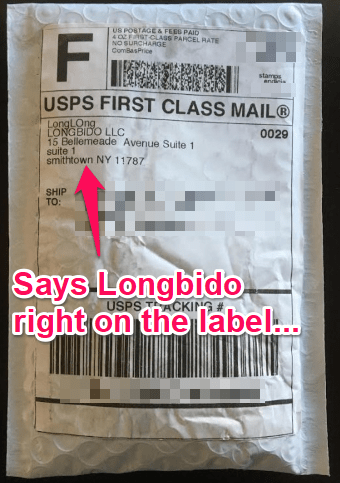 F
US POSTAGE & FEES PAID
4 OZ FIRST-CLASS PARCEL RATE
NO SURCHARGE
ComBasPrice
stamps
endicia
USPS FIRST CLASS MAIL®
LongLOng
LONGBIDO LLC
15 Bellemeade Avenue Suite 1
suite 1
smithtown NY 11787
0029
SHIP
TO:
Says Longbido
right on the label...
USPS TRACKING #